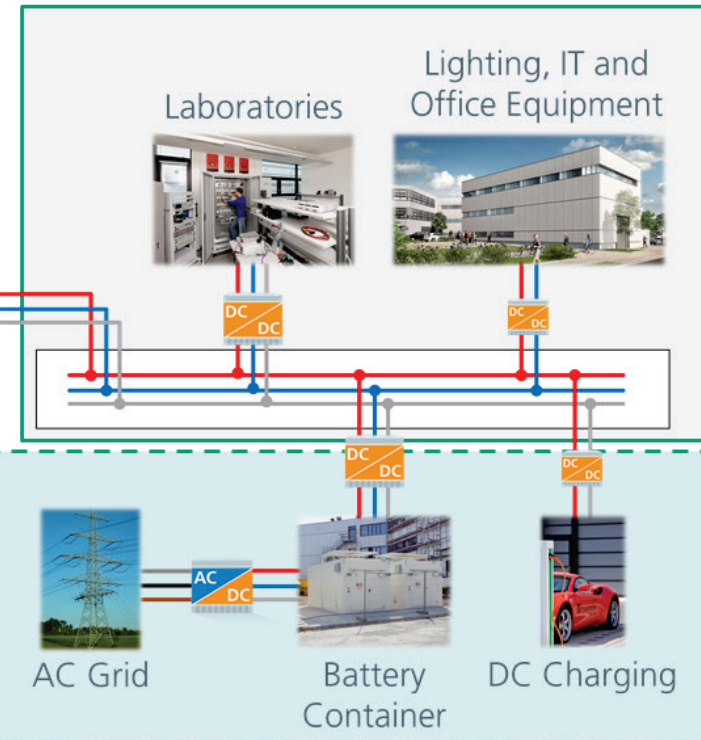 Laboratories
Lighting, IT and
Office Equipment
DC
DC
DC
DC
DC
DC
DC
DC
AC
DC
AC Grid
Battery
Container
DC Charging